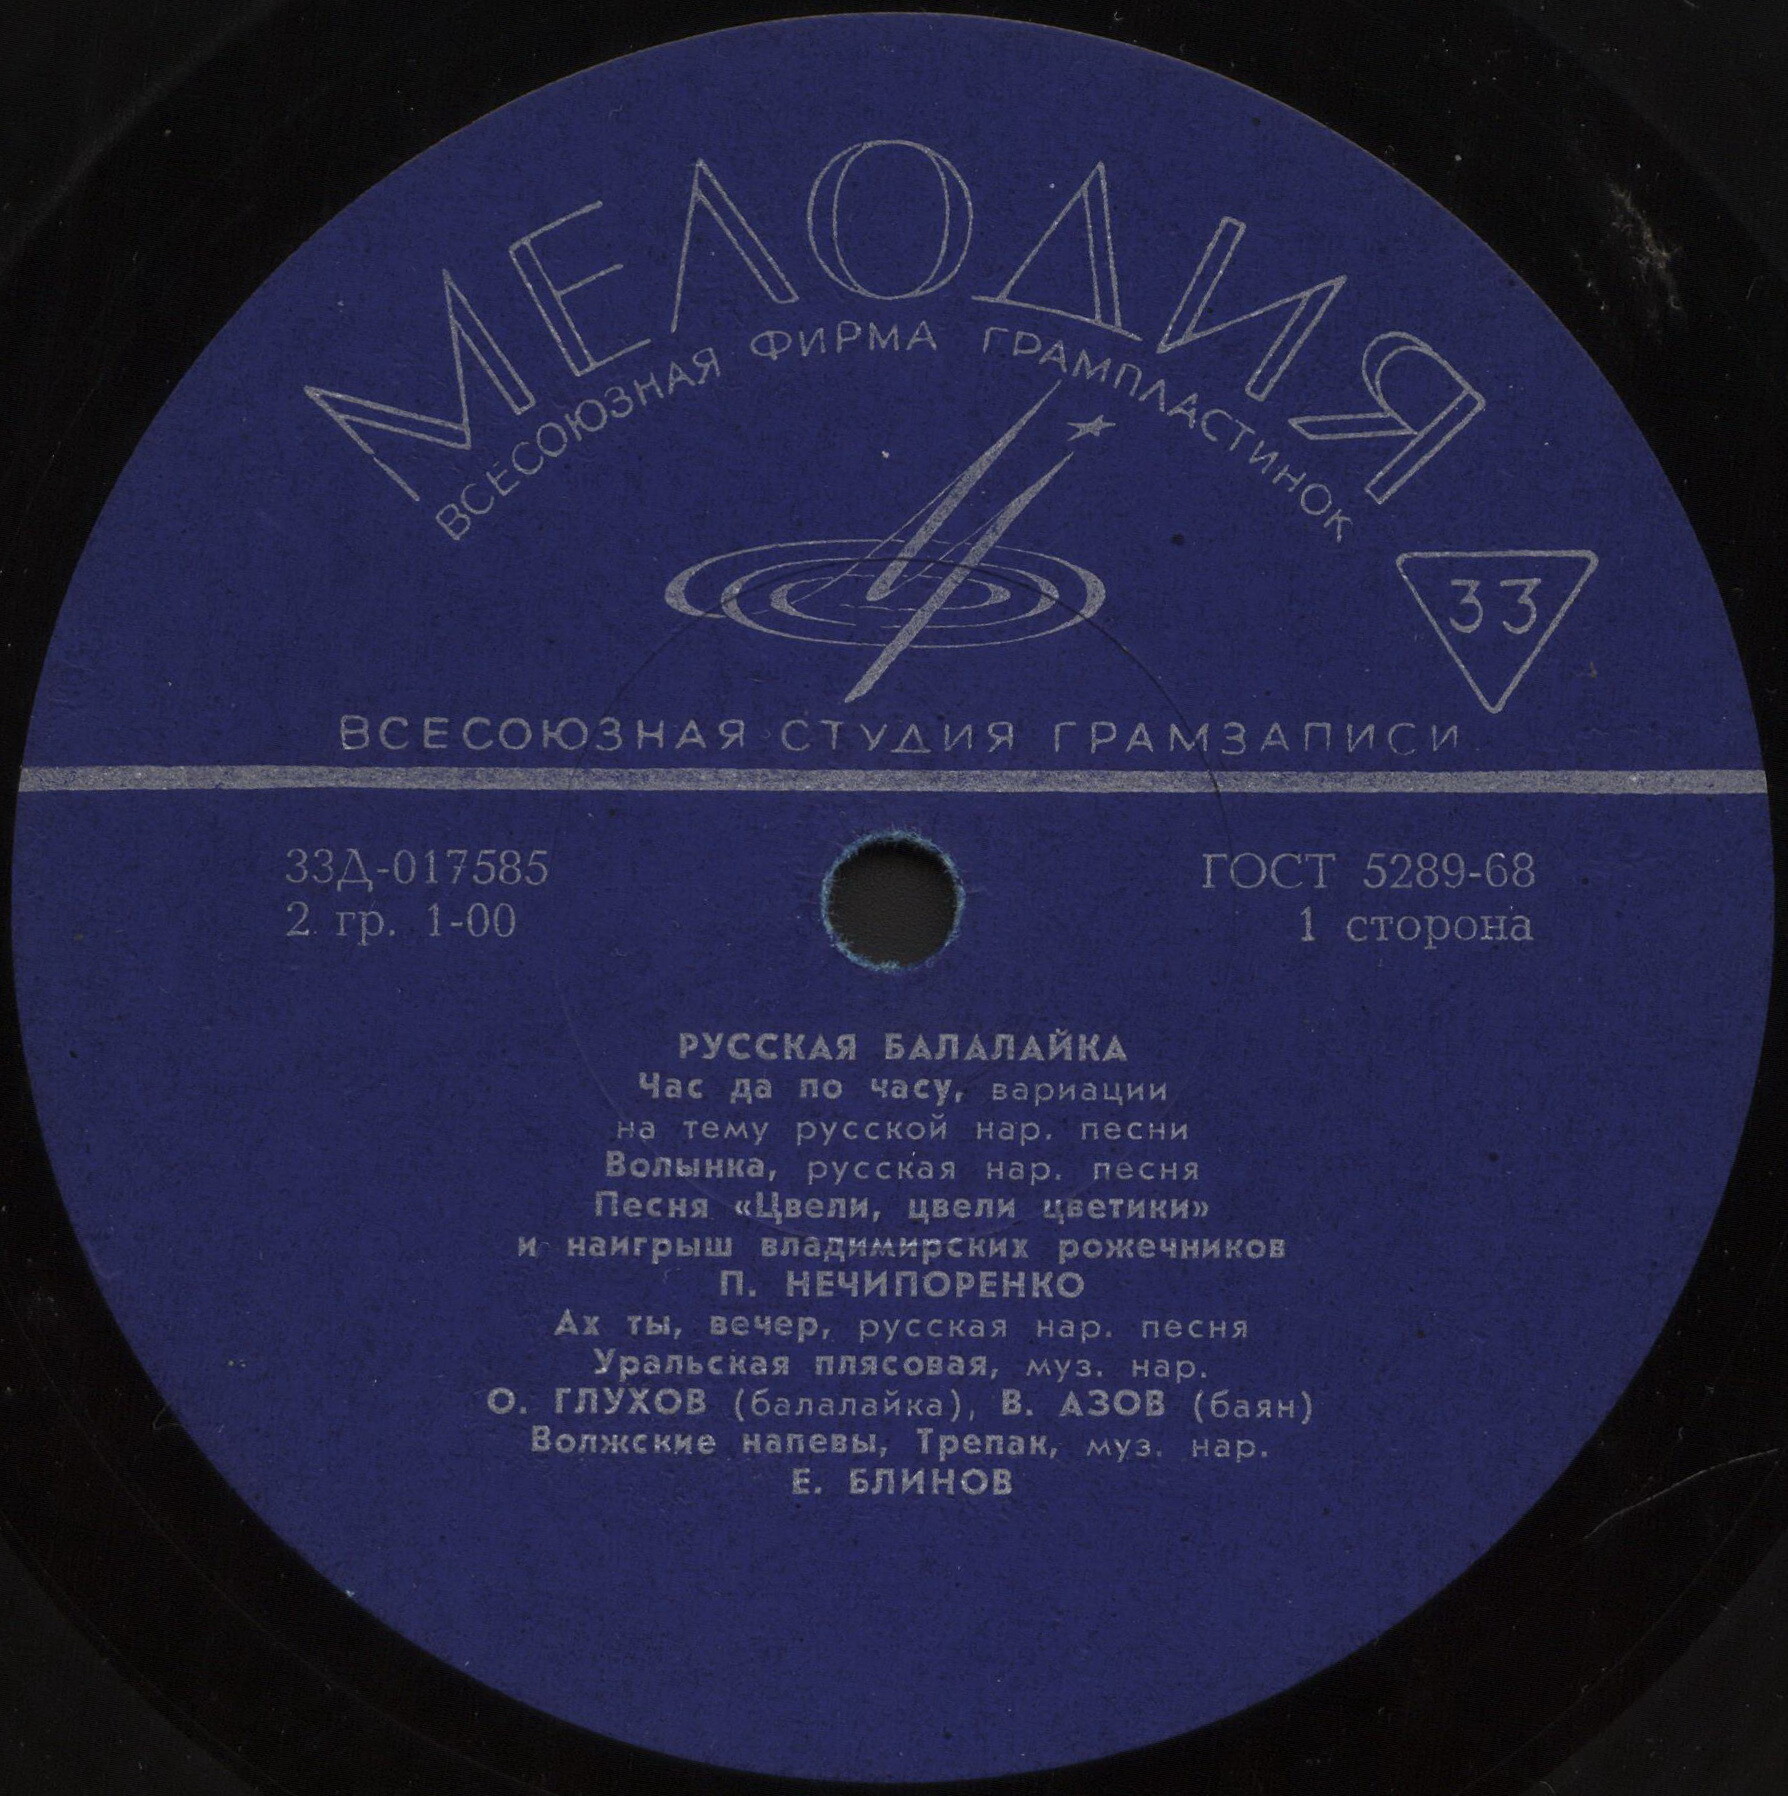 МЕЛОДИЯ
ВСЕСОЮЗНАЯ ФИРМА ГРАМПЛАСТИНОК
33
ВСЕСОЮЗНАЯ СТУДИЯ ГРАМЗАПИСИ
33Д-017585
2 гр. 1-00
ГОСТ 5289-68
1 сторона
РУССКАЯ БАЛАЛАЙКА
Час да по часу, вариации
на тему русской нар. песни
Волынка, русская нар. песня
Песня «Цвели, цвели цветики»
и наигрыш владимирских рожечников
П. НЕЧИПОРЕНКО
Ах ты, вечер, русская нар. песня
Уральская плясовая, муз. нар.
О. ГЛУХОВ (балалайка), В. АЗОВ (баян)
Волжские напевы, Трепак, муз. нар.
Е. БЛИНОВ